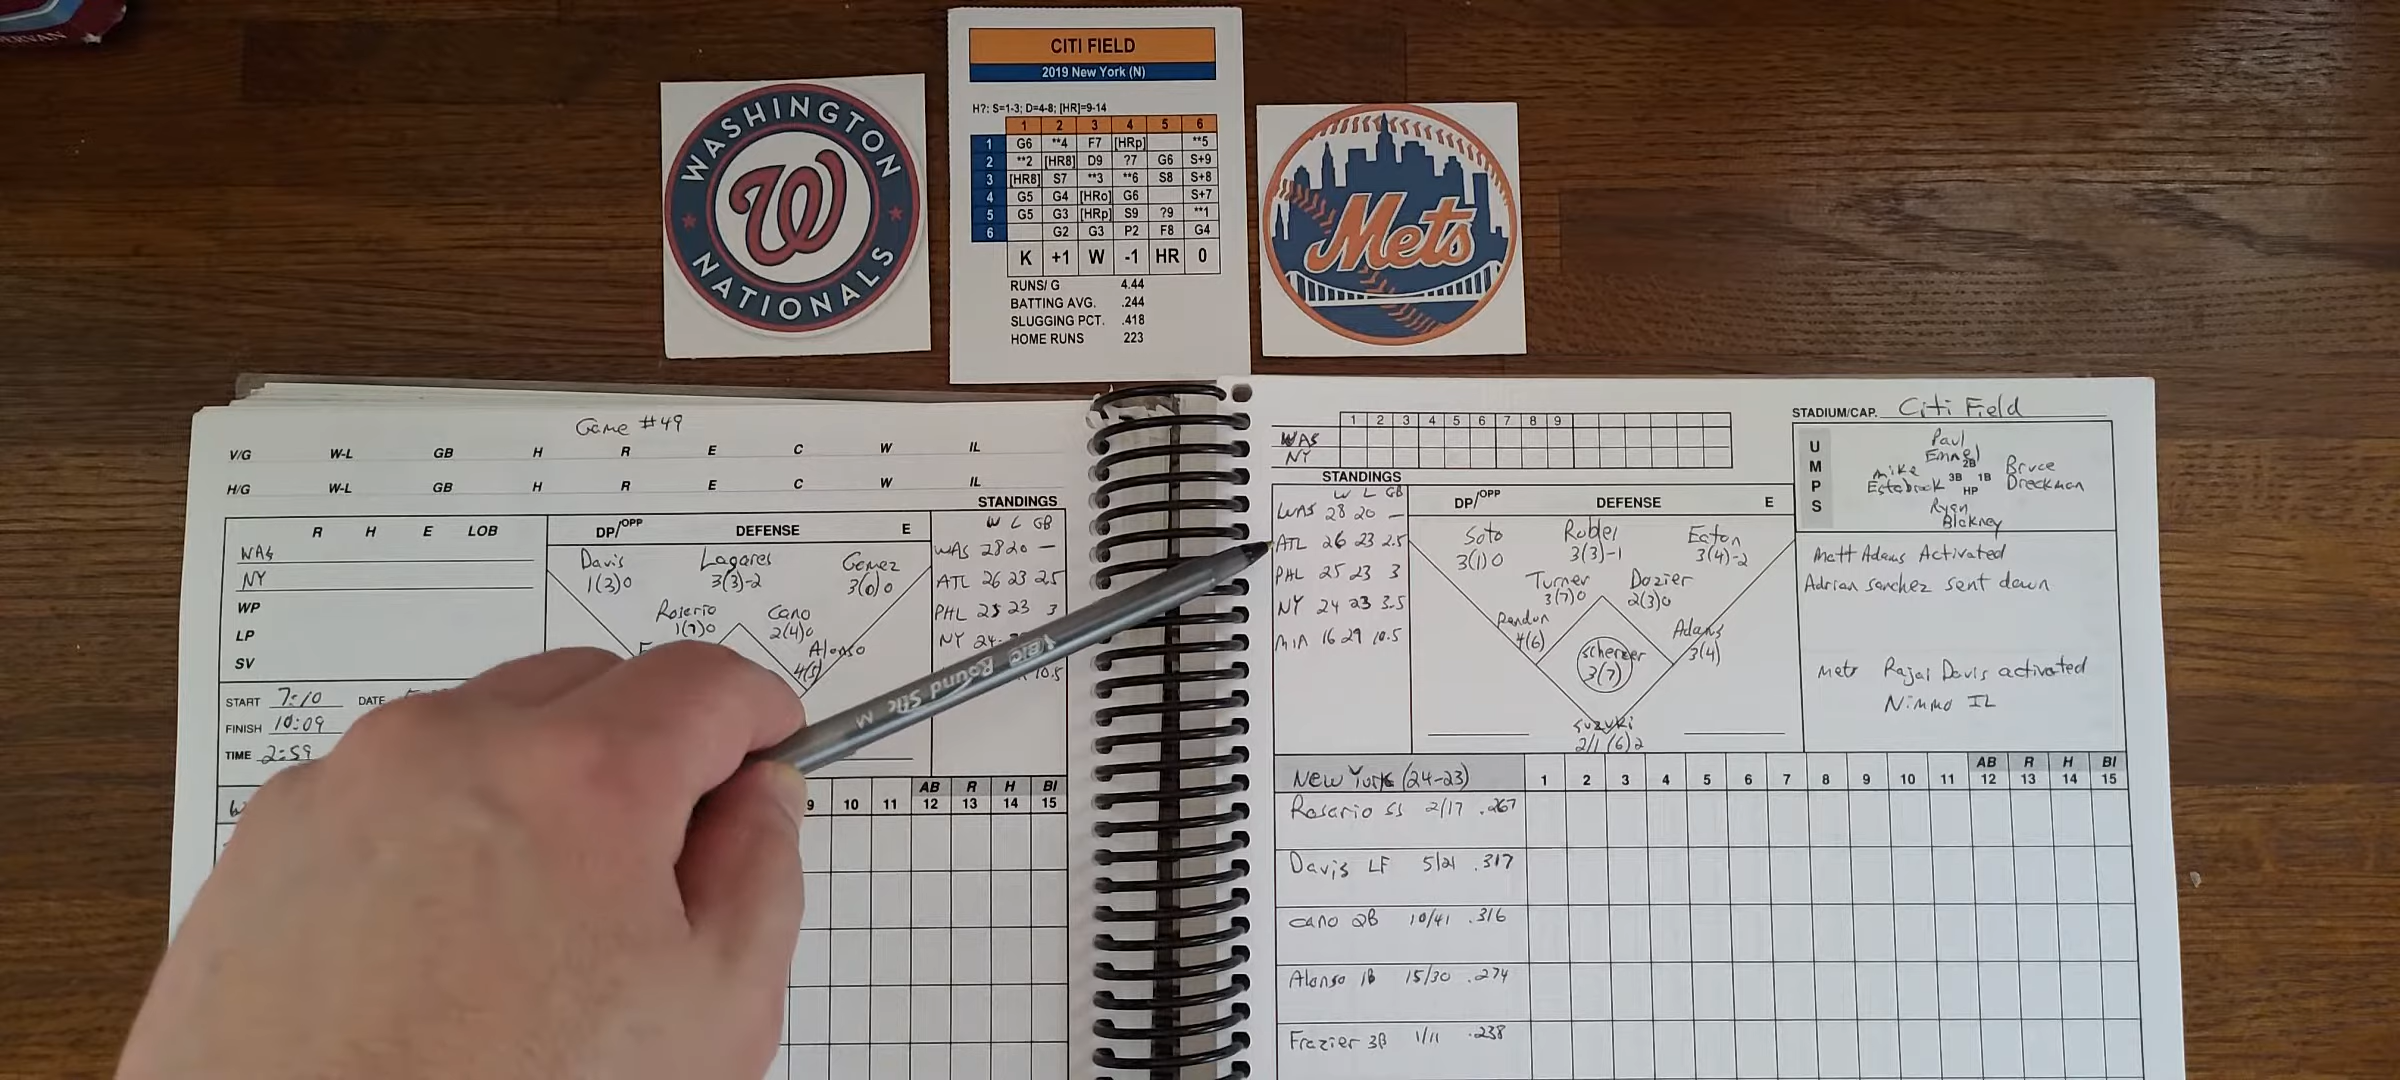 ERVAN
WASHINGTON
W
NATIONALS
CITI FIELD
2019 New York (N)
H?: S=1-3; D=4-8; [HR]=9-14
1 2 3 4 5 6
1 G6 **4 F7 [HRp] **5
2 **2 [HR8] D9 ?7 G6 S+9
3 [HR8] S7 **3 **6 S8 S+8
4 G5 G4 [HRo] G6 S+7
5 G5 G3 [HRp] S9 ?9 **1
6 G2 G3 P2 F8 G4
K +1 W -1 HR 0
RUNS/ G 4.44
BATTING AVG. .244
SLUGGING PCT. .418
HOME RUNS 223
Mets
Game #49
V/G W-L GB H R E C W IL
H/G W-L GB H R E C W IL
STANDINGS
W L GB
WAS 28 20 —
ATL 26 23 2.5
PHL 25 23 3
NY 24
10.5
R H E LOB
WAS
NY
WP
LP
SV
START 7:10 DATE
FINISH 10:09
TIME 2:59
DP/OPP DEFENSE E
Davis Lagares Gomez
1(3)0 3(3)-2 3(0)0
Rosario Cano
1(7)0 2(4)0
Alonso
4(5)
9 10 11 12 13 14 15
AB R H BI
BIC Round Stic M
1 2 3 4 5 6 7 8 9
WAS
NY
STANDINGS
W L GB
WAS 28 20 —
ATL 26 23 2.5
PHL 25 23 3
NY 24 23 3.5
MIA 16 29 10.5
DP/OPP DEFENSE E
Soto Robles Eaton
3(1)0 3(3)-1 3(4)-2
Turner Dozier
3(7)0 2(3)0
Rendon Adams
4(6) 3(4)
Scherzer
3(7)
Suzuki
2/1 (6)2
STADIUM/CAP. Citi Field
UMPS
Paul
Emmel
2B
Mike Bruce
Estabrook 3B 1B Dreckman
HP
Ryan
Blakney
Matt Adams Activated
Adrian Sanchez sent down
Mets Rajai Davis activated
Nimmo IL
New York (24-23) 1 2 3 4 5 6 7 8 9 10 11 12 13 14 15
AB R H BI
Rosario SS 2/17 .267
Davis LF 5/21 .317
Cano 2B 10/41 .316
Alonso 1B 15/30 .274
Frazier 3B 1/11 .238